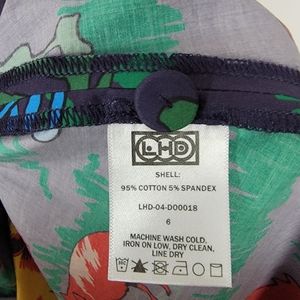 LHD
SHELL:
95% COTTON 5% SPANDEX
LHD-04-D00018
6
MACHINE WASH COLD,
IRON ON LOW, DRY CLEAN,
LINE DRY